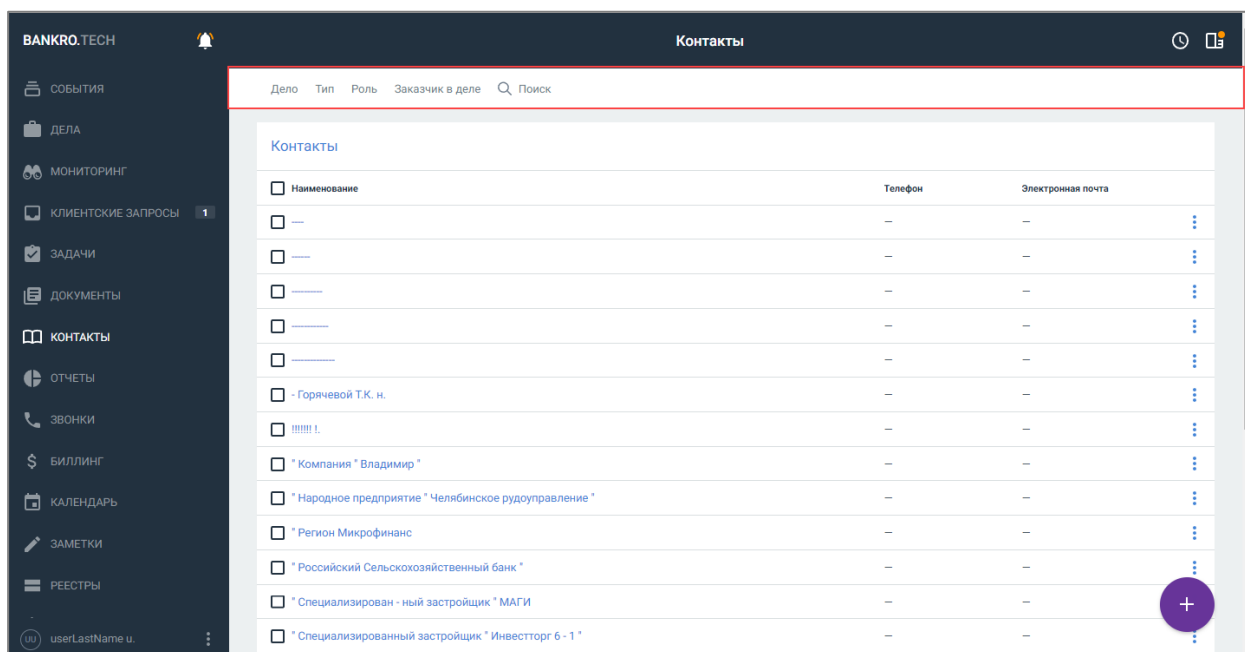 BANKRO.TECH
Контакты
СОБЫТИЯ
ДЕЛА
МОНИТОРИНГ
КЛИЕНТСКИЕ ЗАПРОСЫ 1
ЗАДАЧИ
ДОКУМЕНТЫ
КОНТАКТЫ
ОТЧЕТЫ
ЗВОНКИ
$ БИЛЛИНГ
КАЛЕНДАРЬ
ЗАМЕТКИ
РЕЕСТРЫ
UU userLastName u.
Дело Тип Роль Заказчик в деле Поиск
Контакты
Наименование Телефон Электронная почта
---- – –
------ – –
---------- – –
------------ – –
-------------- – –
- Горячевой Т.К. н. – –
!!!!!!! !. – –
" Компания " Владимир " – –
" Народное предприятие " Челябинское рудоуправление " – –
" Регион Микрофинанс – –
" Российский Сельскохозяйственный банк " – –
" Специализирован - ный застройщик " МАГИ – –
" Специализированный застройщик " Инвестторг 6 - 1 " – –
+